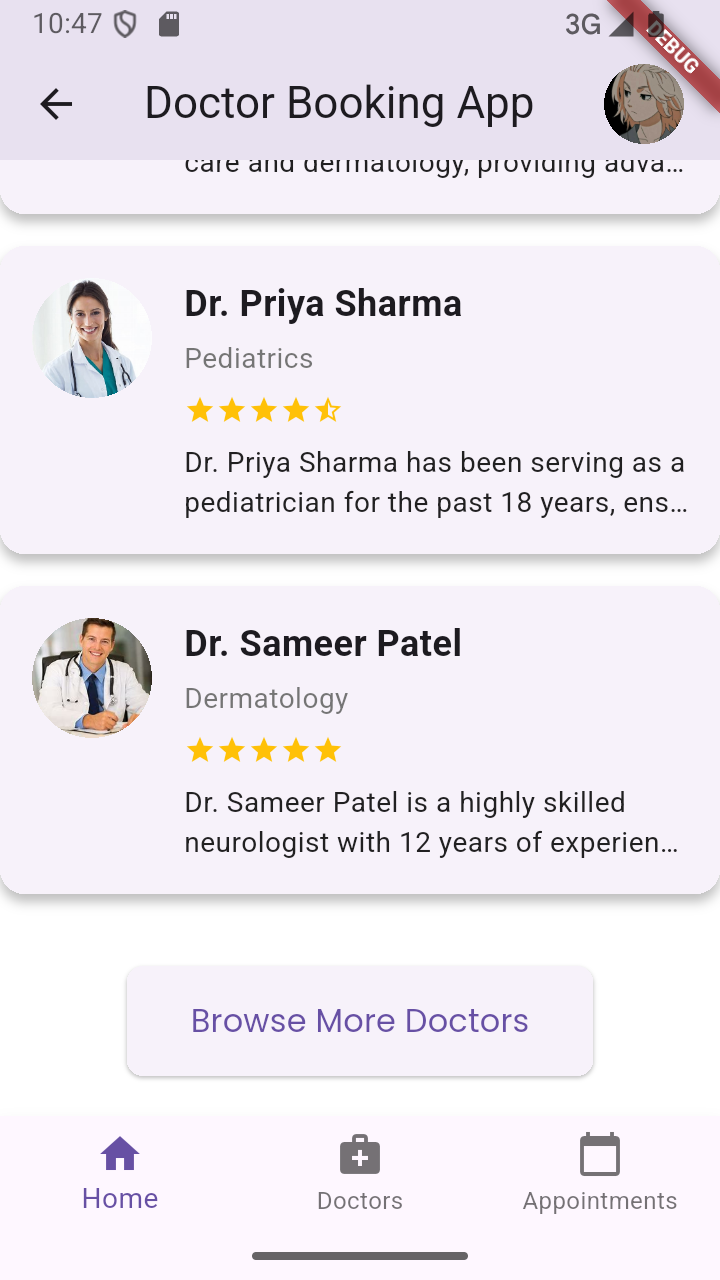 10:47
3G
DEBUG
Doctor Booking App
care and dermatology, providing adva…
Dr. Priya Sharma
Pediatrics
Dr. Priya Sharma has been serving as a
pediatrician for the past 18 years, ens…
Dr. Sameer Patel
Dermatology
Dr. Sameer Patel is a highly skilled
neurologist with 12 years of experien…
Browse More Doctors
Home
Doctors
Appointments